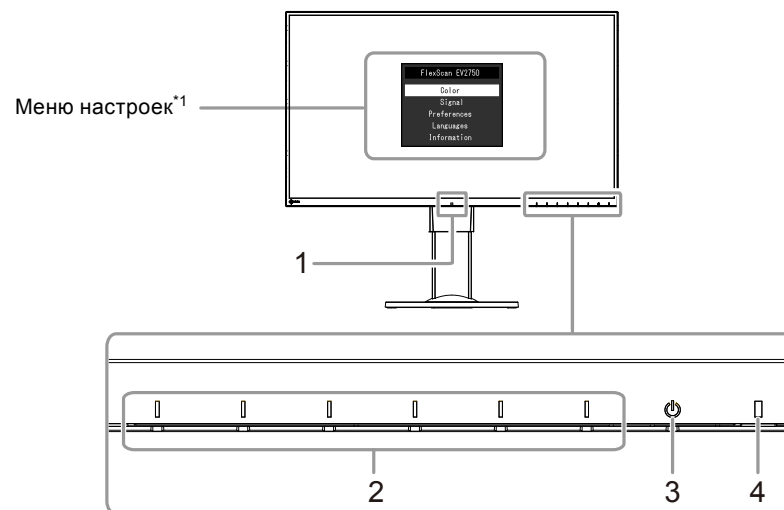 FlexScan EV2750
Color
Signal
Preferences
Languages
Information
Меню настроек*1
1
2
3
4